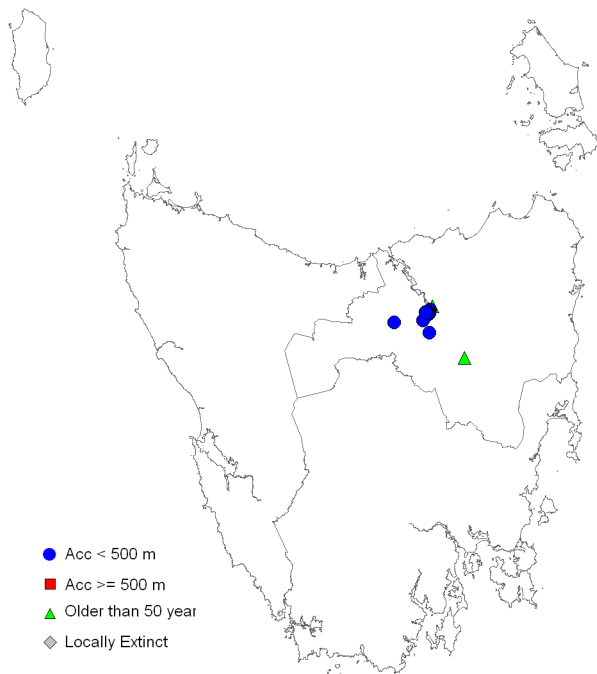 Acc < 500 m
Acc >= 500 m
Older than 50 year
Locally Extinct